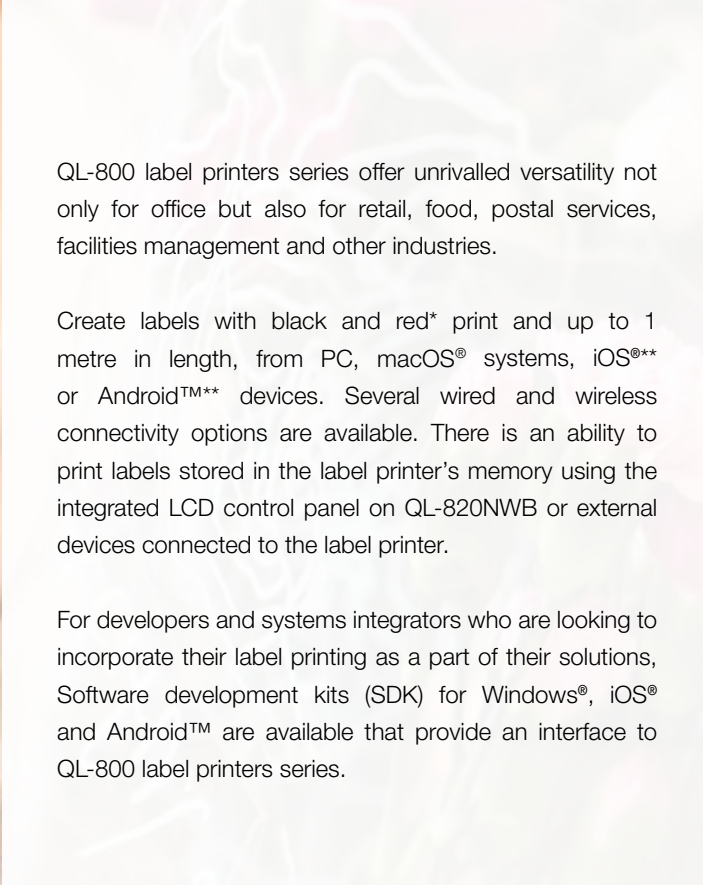 QL-800 label printers series offer unrivalled versatility not
only for office but also for retail, food, postal services,
facilities management and other industries.
Create labels with black and red* print and up to 1
metre in length, from PC, macOS® systems, iOS®**
or Android™** devices. Several wired and wireless
connectivity options are available. There is an ability to
print labels stored in the label printer's memory using the
integrated LCD control panel on QL-820NWB or external
devices connected to the label printer.
For developers and systems integrators who are looking to
incorporate their label printing as a part of their solutions,
Software development kits (SDK) for Windows®, iOS®
and Android™ are available that provide an interface to
QL-800 label printers series.